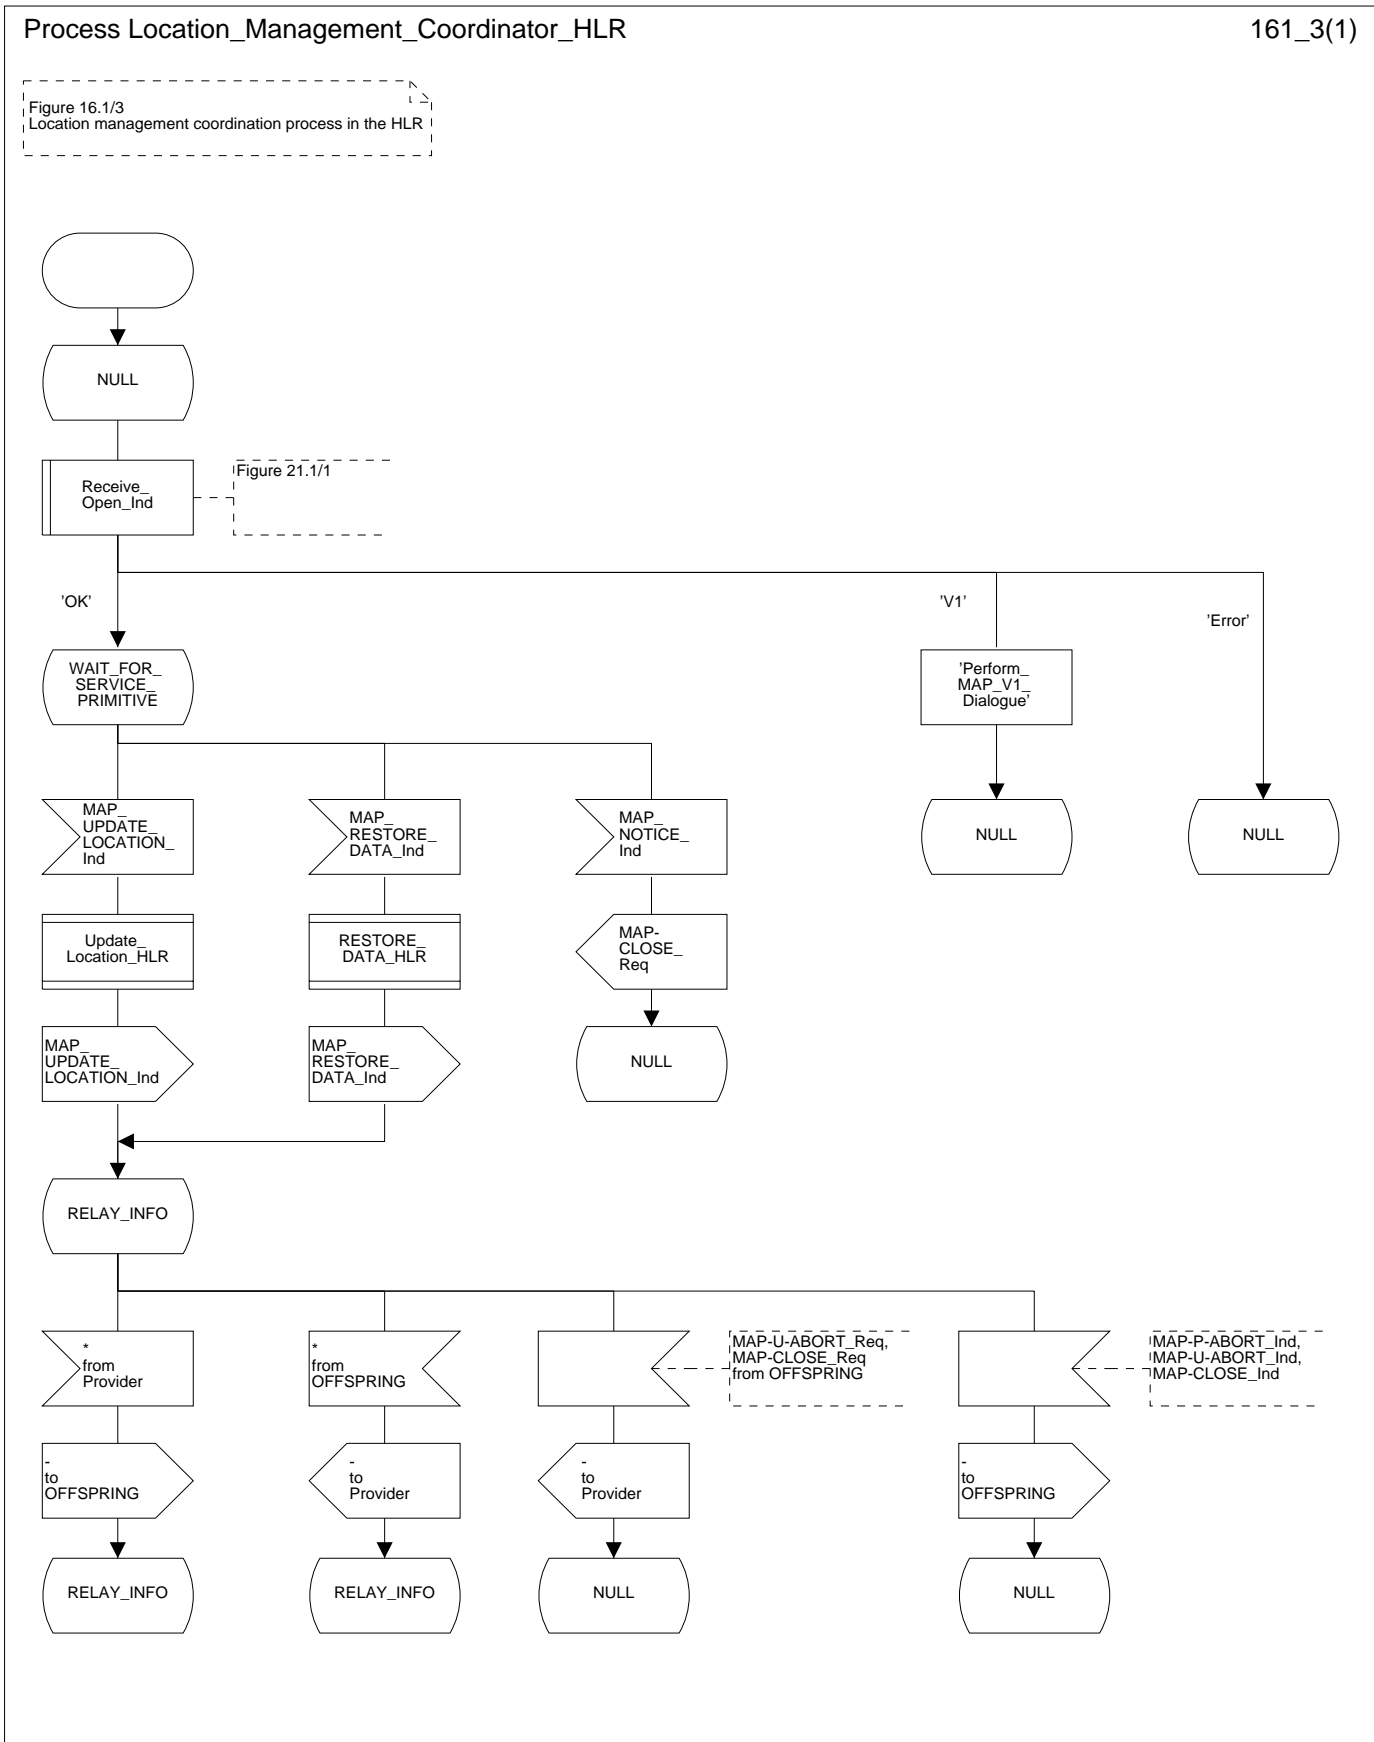 Process Location_Management_Coordinator_HLR
161_3(1)
Figure 16.1/3
Location management coordination process in the HLR
NULL
Receive_
Open_Ind
Figure 21.1/1
'OK'
'V1'
'Error'
WAIT_FOR_
SERVICE_
PRIMITIVE
'Perform_
MAP_V1_
Dialogue'
MAP_
UPDATE_
LOCATION_
Ind
MAP_
RESTORE_
DATA_Ind
MAP_
NOTICE_
Ind
NULL
NULL
Update_
Location_HLR
RESTORE_
DATA_HLR
MAP-
CLOSE_
Req
MAP_
UPDATE_
LOCATION_Ind
MAP_
RESTORE_
DATA_Ind
NULL
RELAY_INFO
*
from
Provider
*
from
OFFSPRING
MAP-U-ABORT_Req,
MAP-CLOSE_Req
from OFFSPRING
MAP-P-ABORT_Ind,
MAP-U-ABORT_Ind,
MAP-CLOSE_Ind
-
to
OFFSPRING
-
to
Provider
-
to
Provider
-
to
OFFSPRING
RELAY_INFO
RELAY_INFO
NULL
NULL